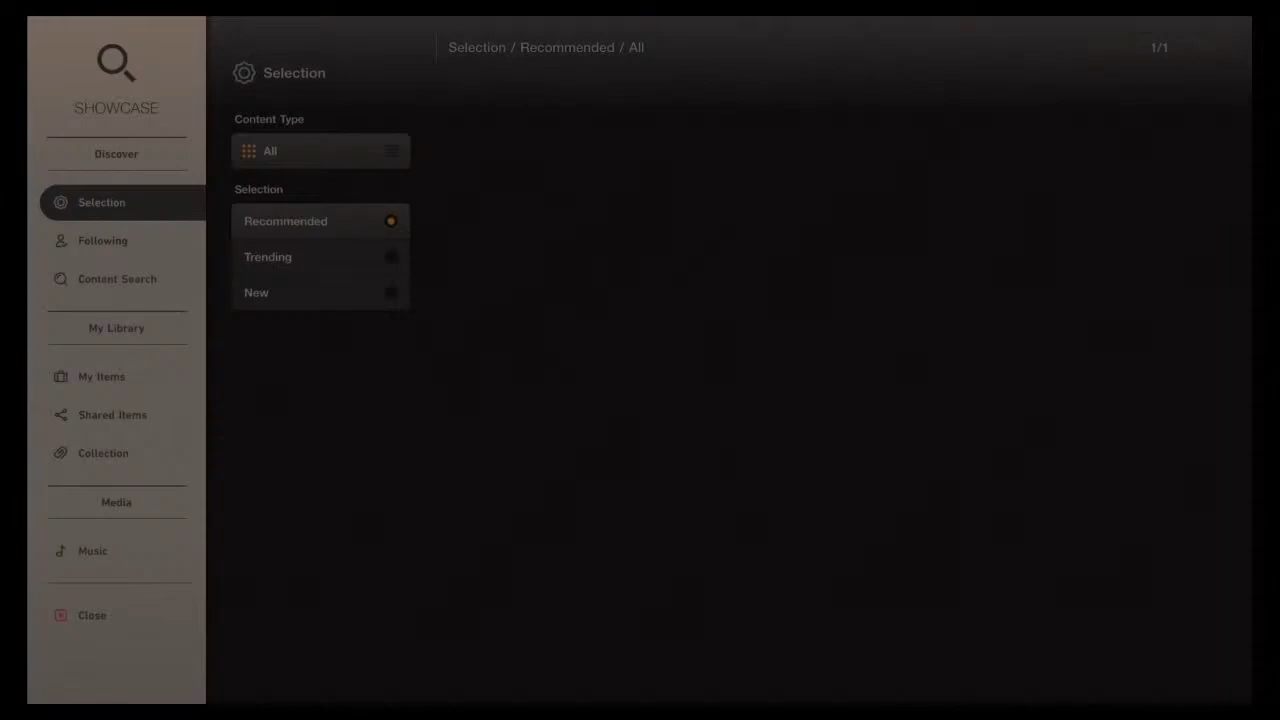 SHOWCASE
Discover
Selection
Following
Content Search
My Library
My Items
Shared Items
Collection
Media
Music
Close
Selection / Recommended / All
1/1
Selection
Content Type
All
Selection
Recommended
Trending
New